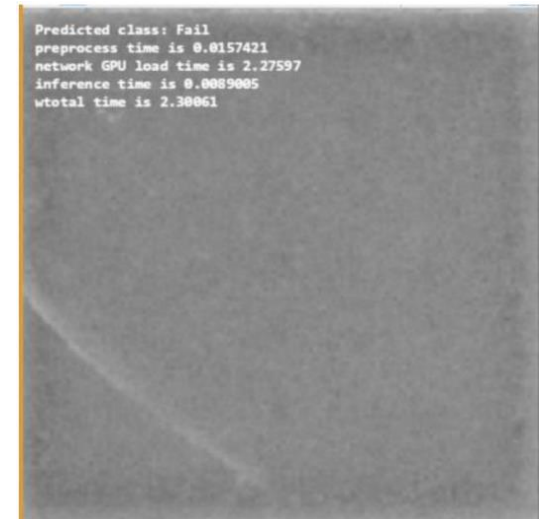 Predicted class: Fail
preprocess time is 0.0157421
network GPU load time is 2.27597
inference time is 0.0089005
wtotal time is 2.30061